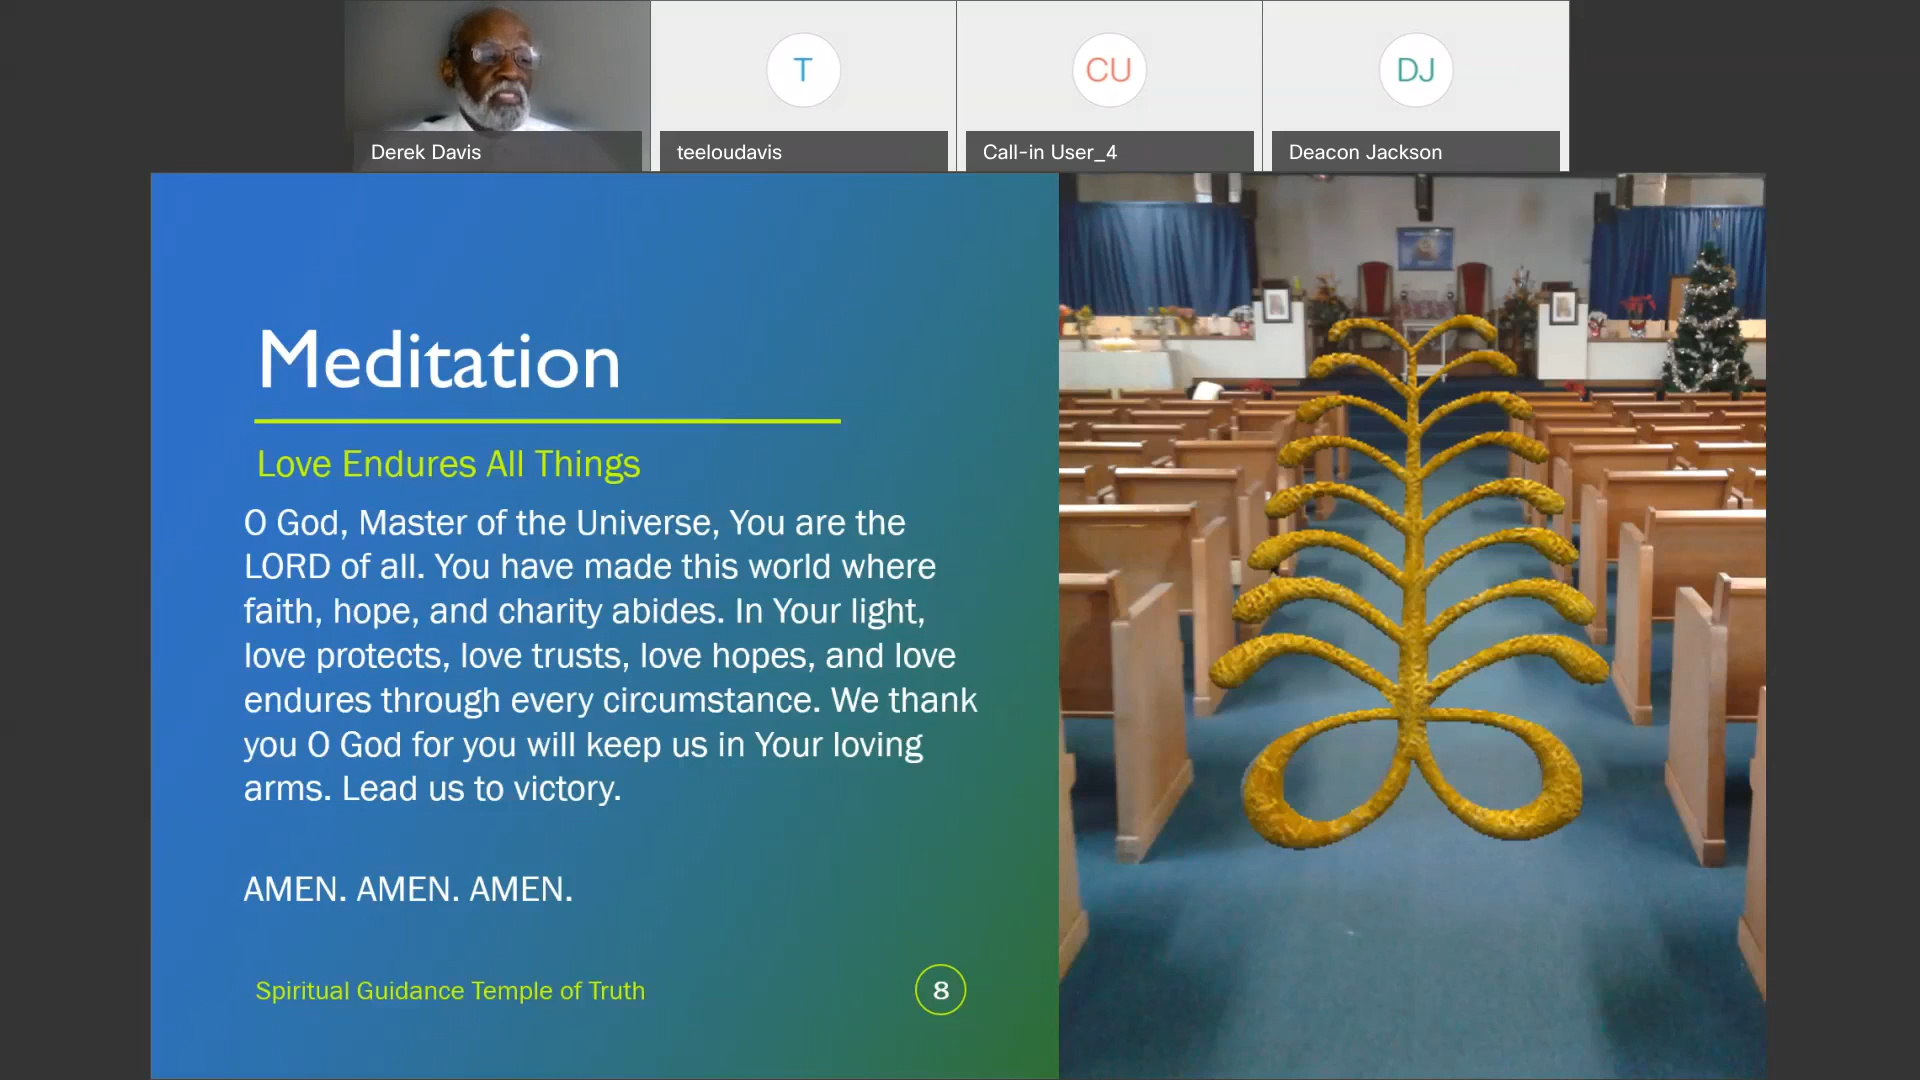 T
CU
DJ
Derek Davis
teeloudavis
Call-in User_4
Deacon Jackson
Meditation
Love Endures All Things
O God, Master of the Universe, You are the
LORD of all. You have made this world where
faith, hope, and charity abides. In Your light,
love protects, love trusts, love hopes, and love
endures through every circumstance. We thank
you O God for you will keep us in Your loving
arms. Lead us to victory.
AMEN. AMEN. AMEN.
Spiritual Guidance Temple of Truth
8